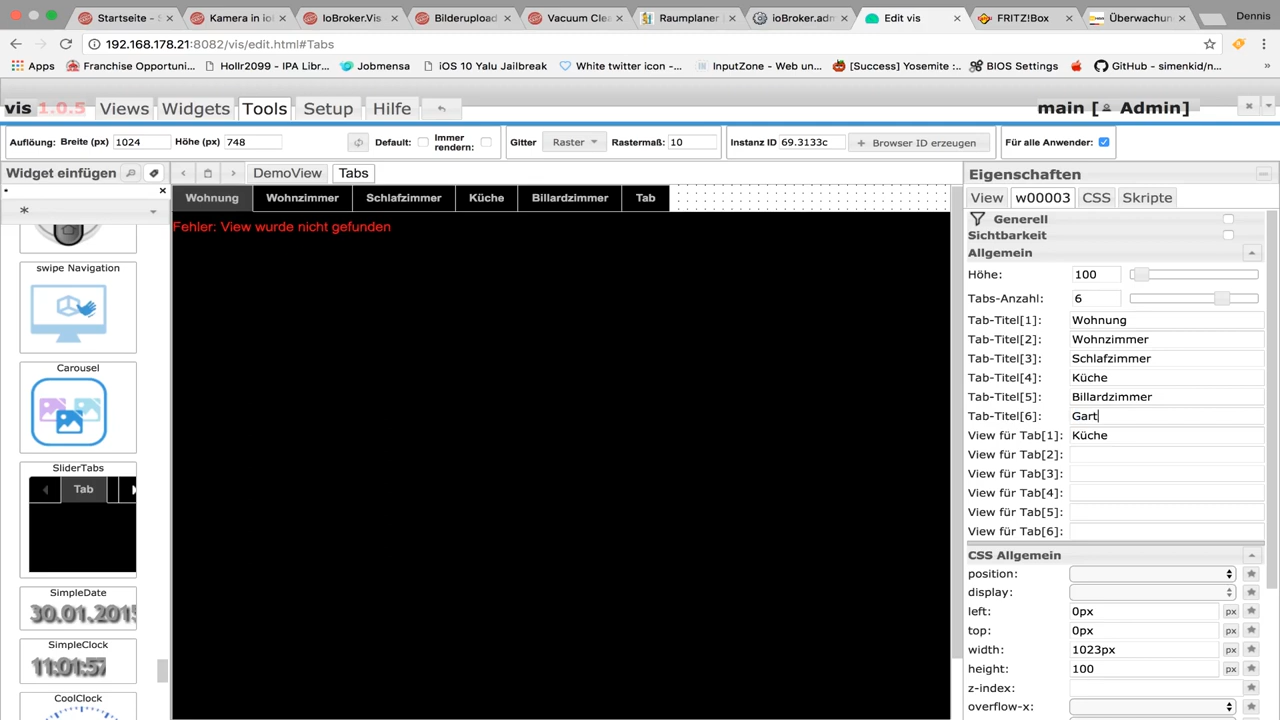 Startseite - S
Kamera in iol
IoBroker.Vis
Bilderupload
Vacuum Clea
Raumplaner
ioBroker.adm
Edit vis
FRITZ!Box
Überwachun
Dennis
192.168.178.21:8082/vis/edit.html#Tabs
Apps
Franchise Opportuni...
Hollr2099 - IPA Libr...
Jobmensa
iOS 10 Yalu Jailbreak
White twitter icon -...
InputZone - Web un...
[Success] Yosemite :..
BIOS Settings
GitHub - simenkid/n...
»
vis 1.0.5
Views
Widgets
Tools
Setup
Hilfe
main [ Admin]
Auflöung:
Breite (px)
1024
Höhe (px)
748
Default:
Immer rendern:
Gitter
Raster
Rastermaß:
10
Instanz ID
69.3133c
+ Browser ID erzeugen
Für alle Anwender:
Widget einfügen
DemoView
Tabs
Eigenschaften
*
Wohnung
Wohnzimmer
Schlafzimmer
Küche
Billardzimmer
Tab
View
w00003
CSS
Skripte
Fehler: View wurde nicht gefunden
Generell
Sichtbarkeit
Allgemein
Höhe:
100
Tabs-Anzahl:
6
Tab-Titel[1]:
Wohnung
Tab-Titel[2]:
Wohnzimmer
Tab-Titel[3]:
Schlafzimmer
Tab-Titel[4]:
Küche
Tab-Titel[5]:
Billardzimmer
Tab-Titel[6]:
Gart
View für Tab[1]:
Küche
View für Tab[2]:
View für Tab[3]:
View für Tab[4]:
View für Tab[5]:
View für Tab[6]:
CSS Allgemein
position:
display:
left:
0px
px
top:
0px
px
width:
1023px
px
height:
100
px
z-index:
overflow-x:
swipe Navigation
Carousel
SliderTabs
Tab
SimpleDate
30.01.2015
SimpleClock
11:01:57
CoolClock